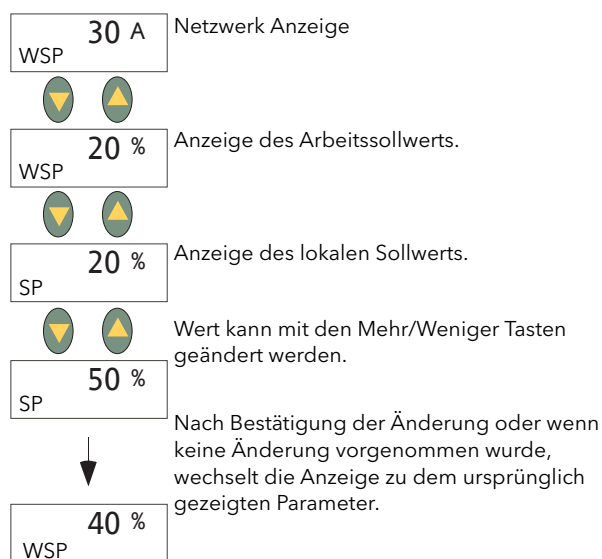 30 A
WSP
Netzwerk Anzeige
20 %
WSP
Anzeige des Arbeitssollwerts.
20 %
SP
Anzeige des lokalen Sollwerts.
Wert kann mit den Mehr/Weniger Tasten
geändert werden.
50 %
SP
Nach Bestätigung der Änderung oder wenn
keine Änderung vorgenommen wurde,
wechselt die Anzeige zu dem ursprünglich
gezeigten Parameter.
40 %
WSP